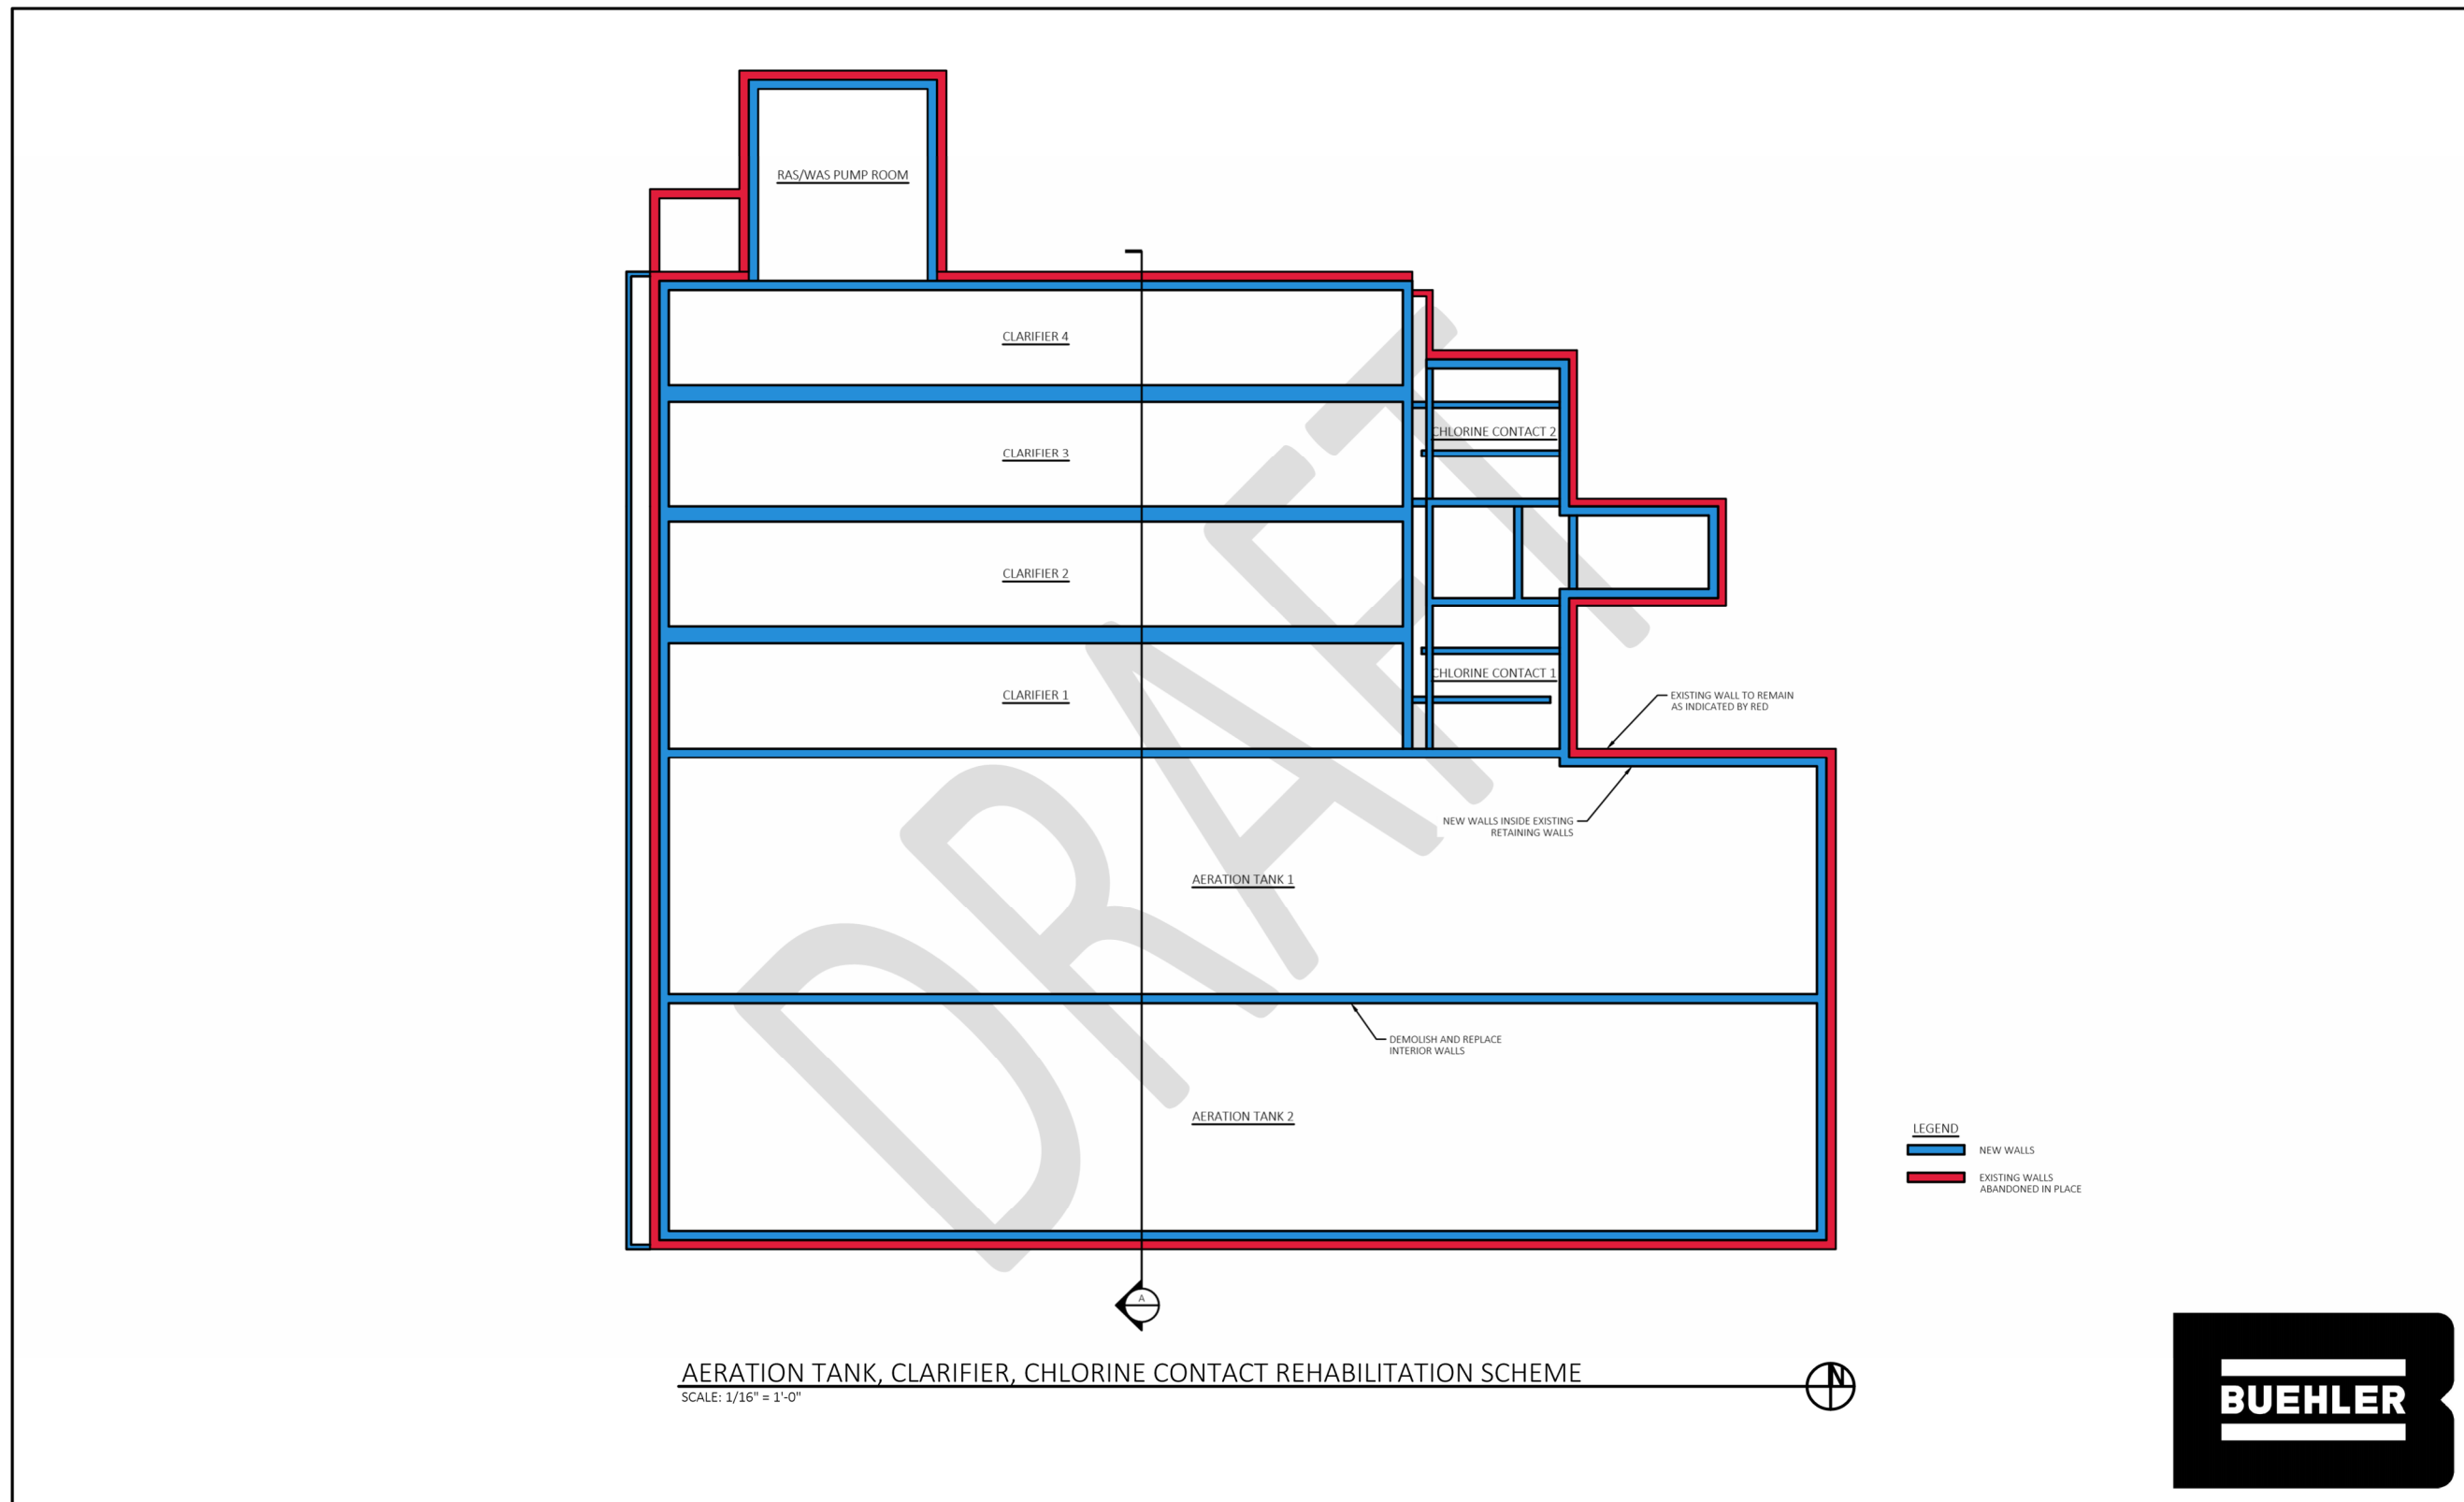 RAS/WAS PUMP ROOM
CLARIFIER 4
CHLORINE CONTACT 2
CLARIFIER 3
CLARIFIER 2
CHLORINE CONTACT 1
CLARIFIER 1
EXISTING WALL TO REMAIN
AS INDICATED BY RED
NEW WALLS INSIDE EXISTING
RETAINING WALLS
AERATION TANK 1
DEMOLISH AND REPLACE
INTERIOR WALLS
AERATION TANK 2
DRAFT
LEGEND
NEW WALLS
EXISTING WALLS
ABANDONED IN PLACE
A
AERATION TANK, CLARIFIER, CHLORINE CONTACT REHABILITATION SCHEME
SCALE: 1/16" = 1'-0"
N
BUEHLER